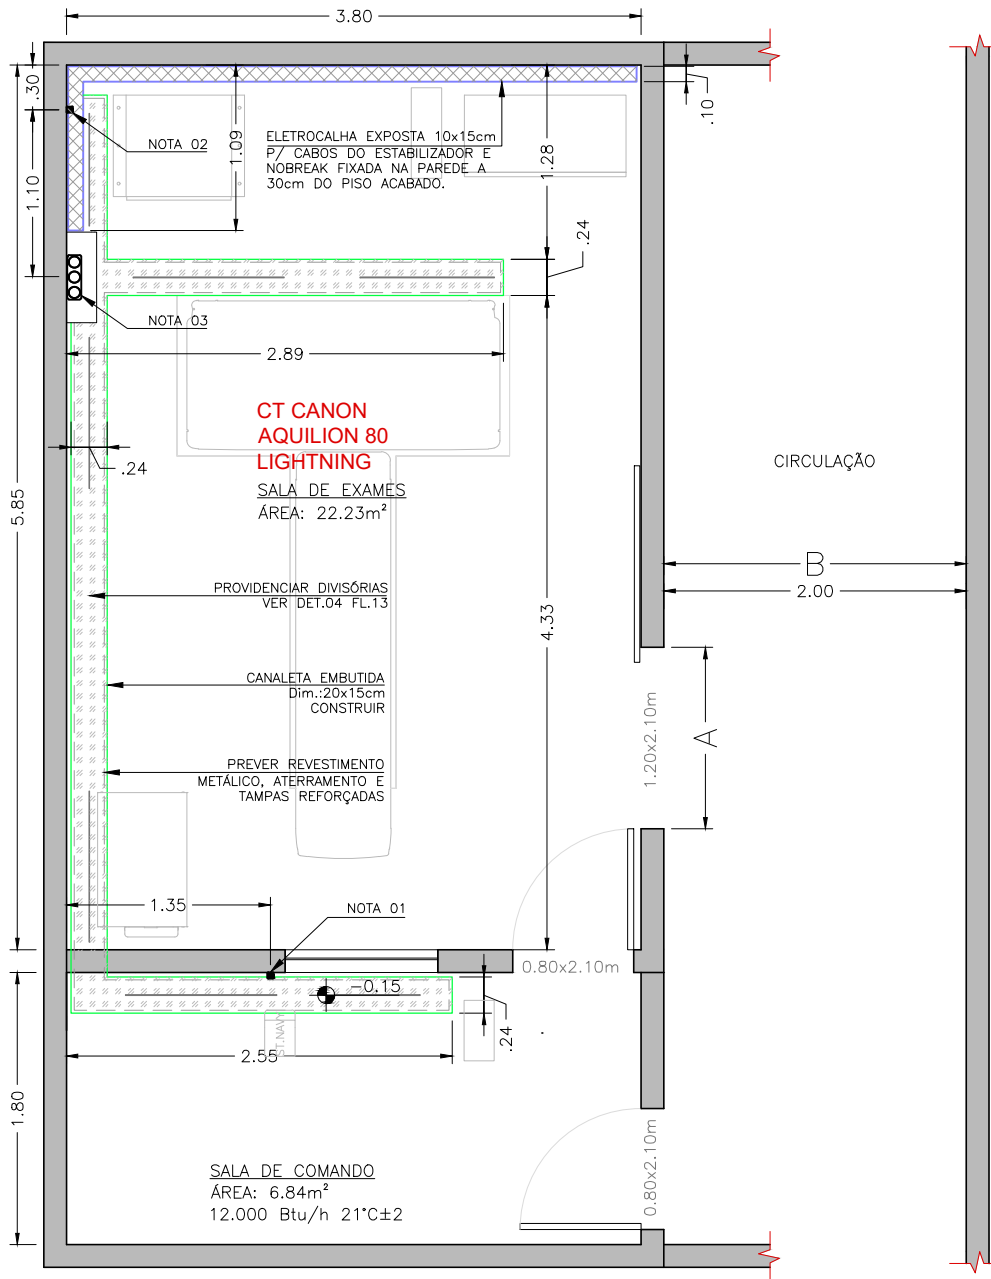 3.80
.30
.10
NOTA 02
1.09
ELETROCALHA EXPOSTA 10x15cm
P/ CABOS DO ESTABILIZADOR E
NOBREAK FIXADA NA PAREDE A
30cm DO PISO ACABADO.
1.28
1.10
.24
NOTA 03
2.89
CT CANON
AQUILION 80
LIGHTNING
SALA DE EXAMES
ÁREA: 22.23m²
.24
CIRCULAÇÃO
5.85
B
2.00
PROVIDENCIAR DIVISÓRIAS
VER DET.04 FL.13
4.33
CANALETA EMBUTIDA
Dim.:20x15cm
CONSTRUIR
1.20x2.10m
A
PREVER REVESTIMENTO
METÁLICO, ATERRAMENTO E
TAMPAS REFORÇADAS
1.35
NOTA 01
0.80x2.10m
-0.15
ST.NAVY
.24
2.55
1.80
0.80x2.10m
SALA DE COMANDO
ÁREA: 6.84m²
12.000 Btu/h 21°C±2